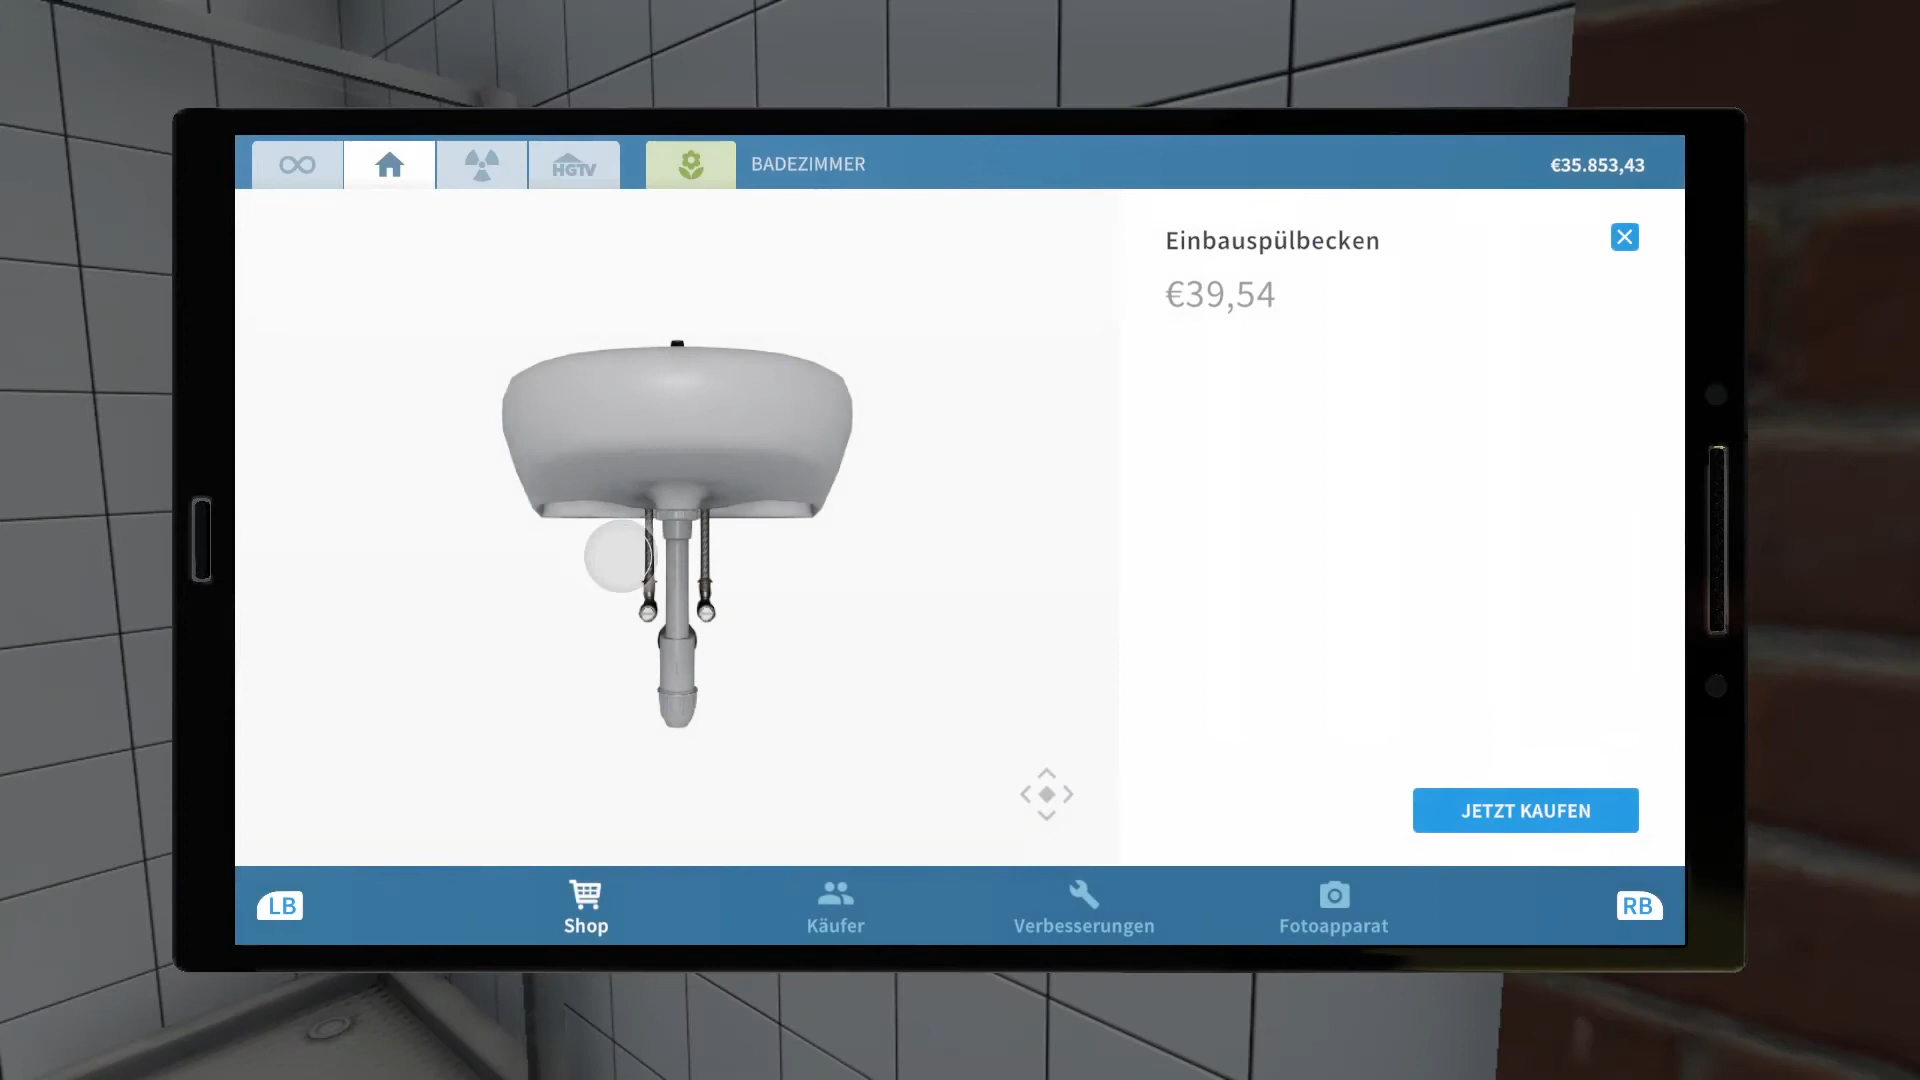 HGTV
BADEZIMMER
€35.853,43
Einbauspülbecken
€39,54
JETZT KAUFEN
LB
Shop
Käufer
Verbesserungen
Fotoapparat
RB